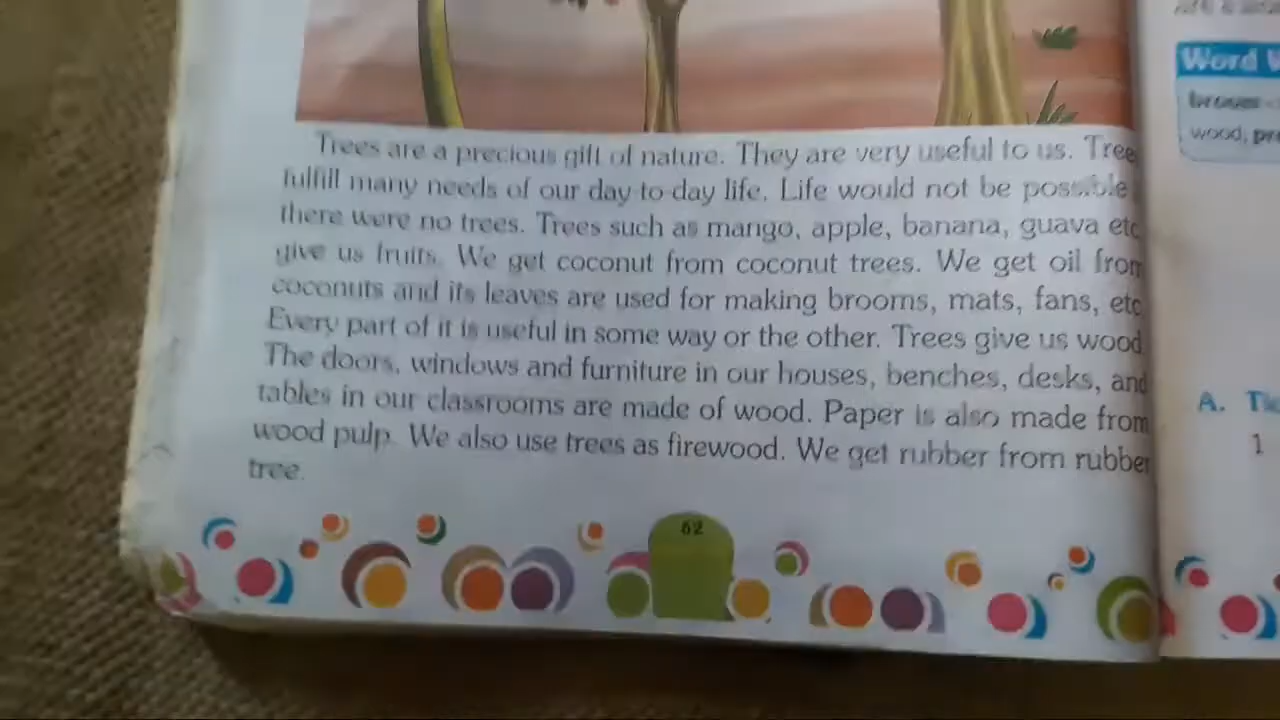 Trees are a precious gift of nature. They are very useful to us. Tree
fulfill many needs of our day-to-day life. Life would not be possible
there were no trees. Trees such as mango, apple, banana, guava etc
give us fruits. We get coconut from coconut trees. We get oil from
coconuts and its leaves are used for making brooms, mats, fans, etc
Every part of it is useful in some way or the other. Trees give us wood
The doors, windows and furniture in our houses, benches, desks, and
tables in our classrooms are made of wood. Paper is also made from
wood pulp. We also use trees as firewood. We get rubber from rubber
tree.
62
Word
wood,
A.
1